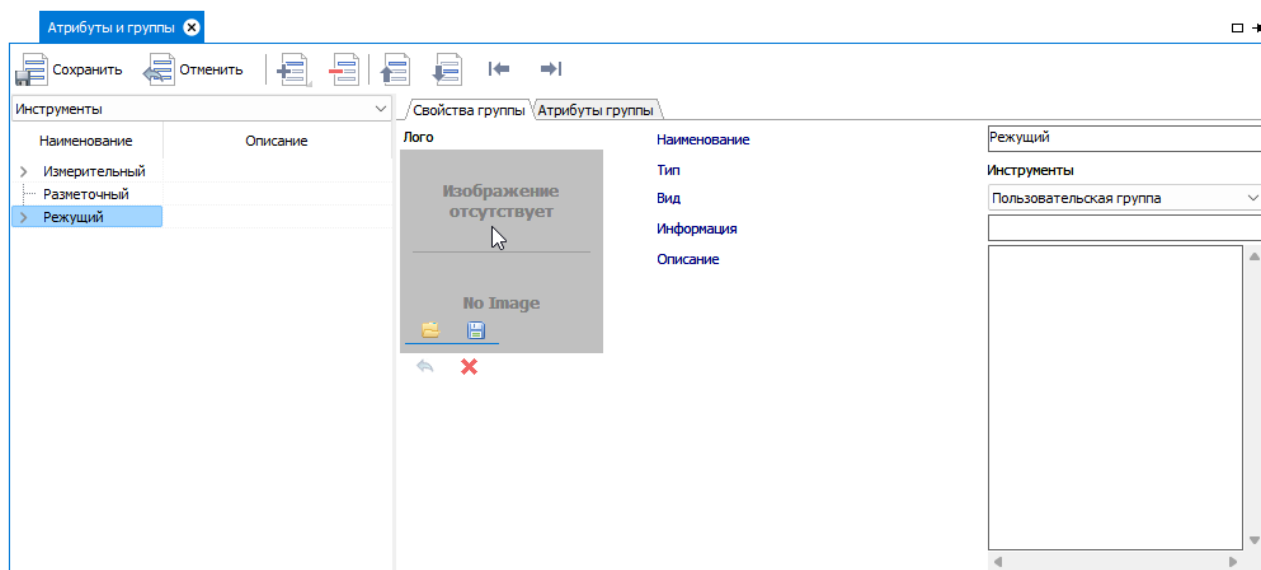 Атрибуты и группы
Сохранить Отменить
Инструменты
Свойства группы Атрибуты группы
Наименование Описание
Измерительный
Разметочный
Режущий
Лого
Изображение
отсутствует
No Image
Наименование Режущий
Тип Инструменты
Вид Пользовательская группа
Информация
Описание